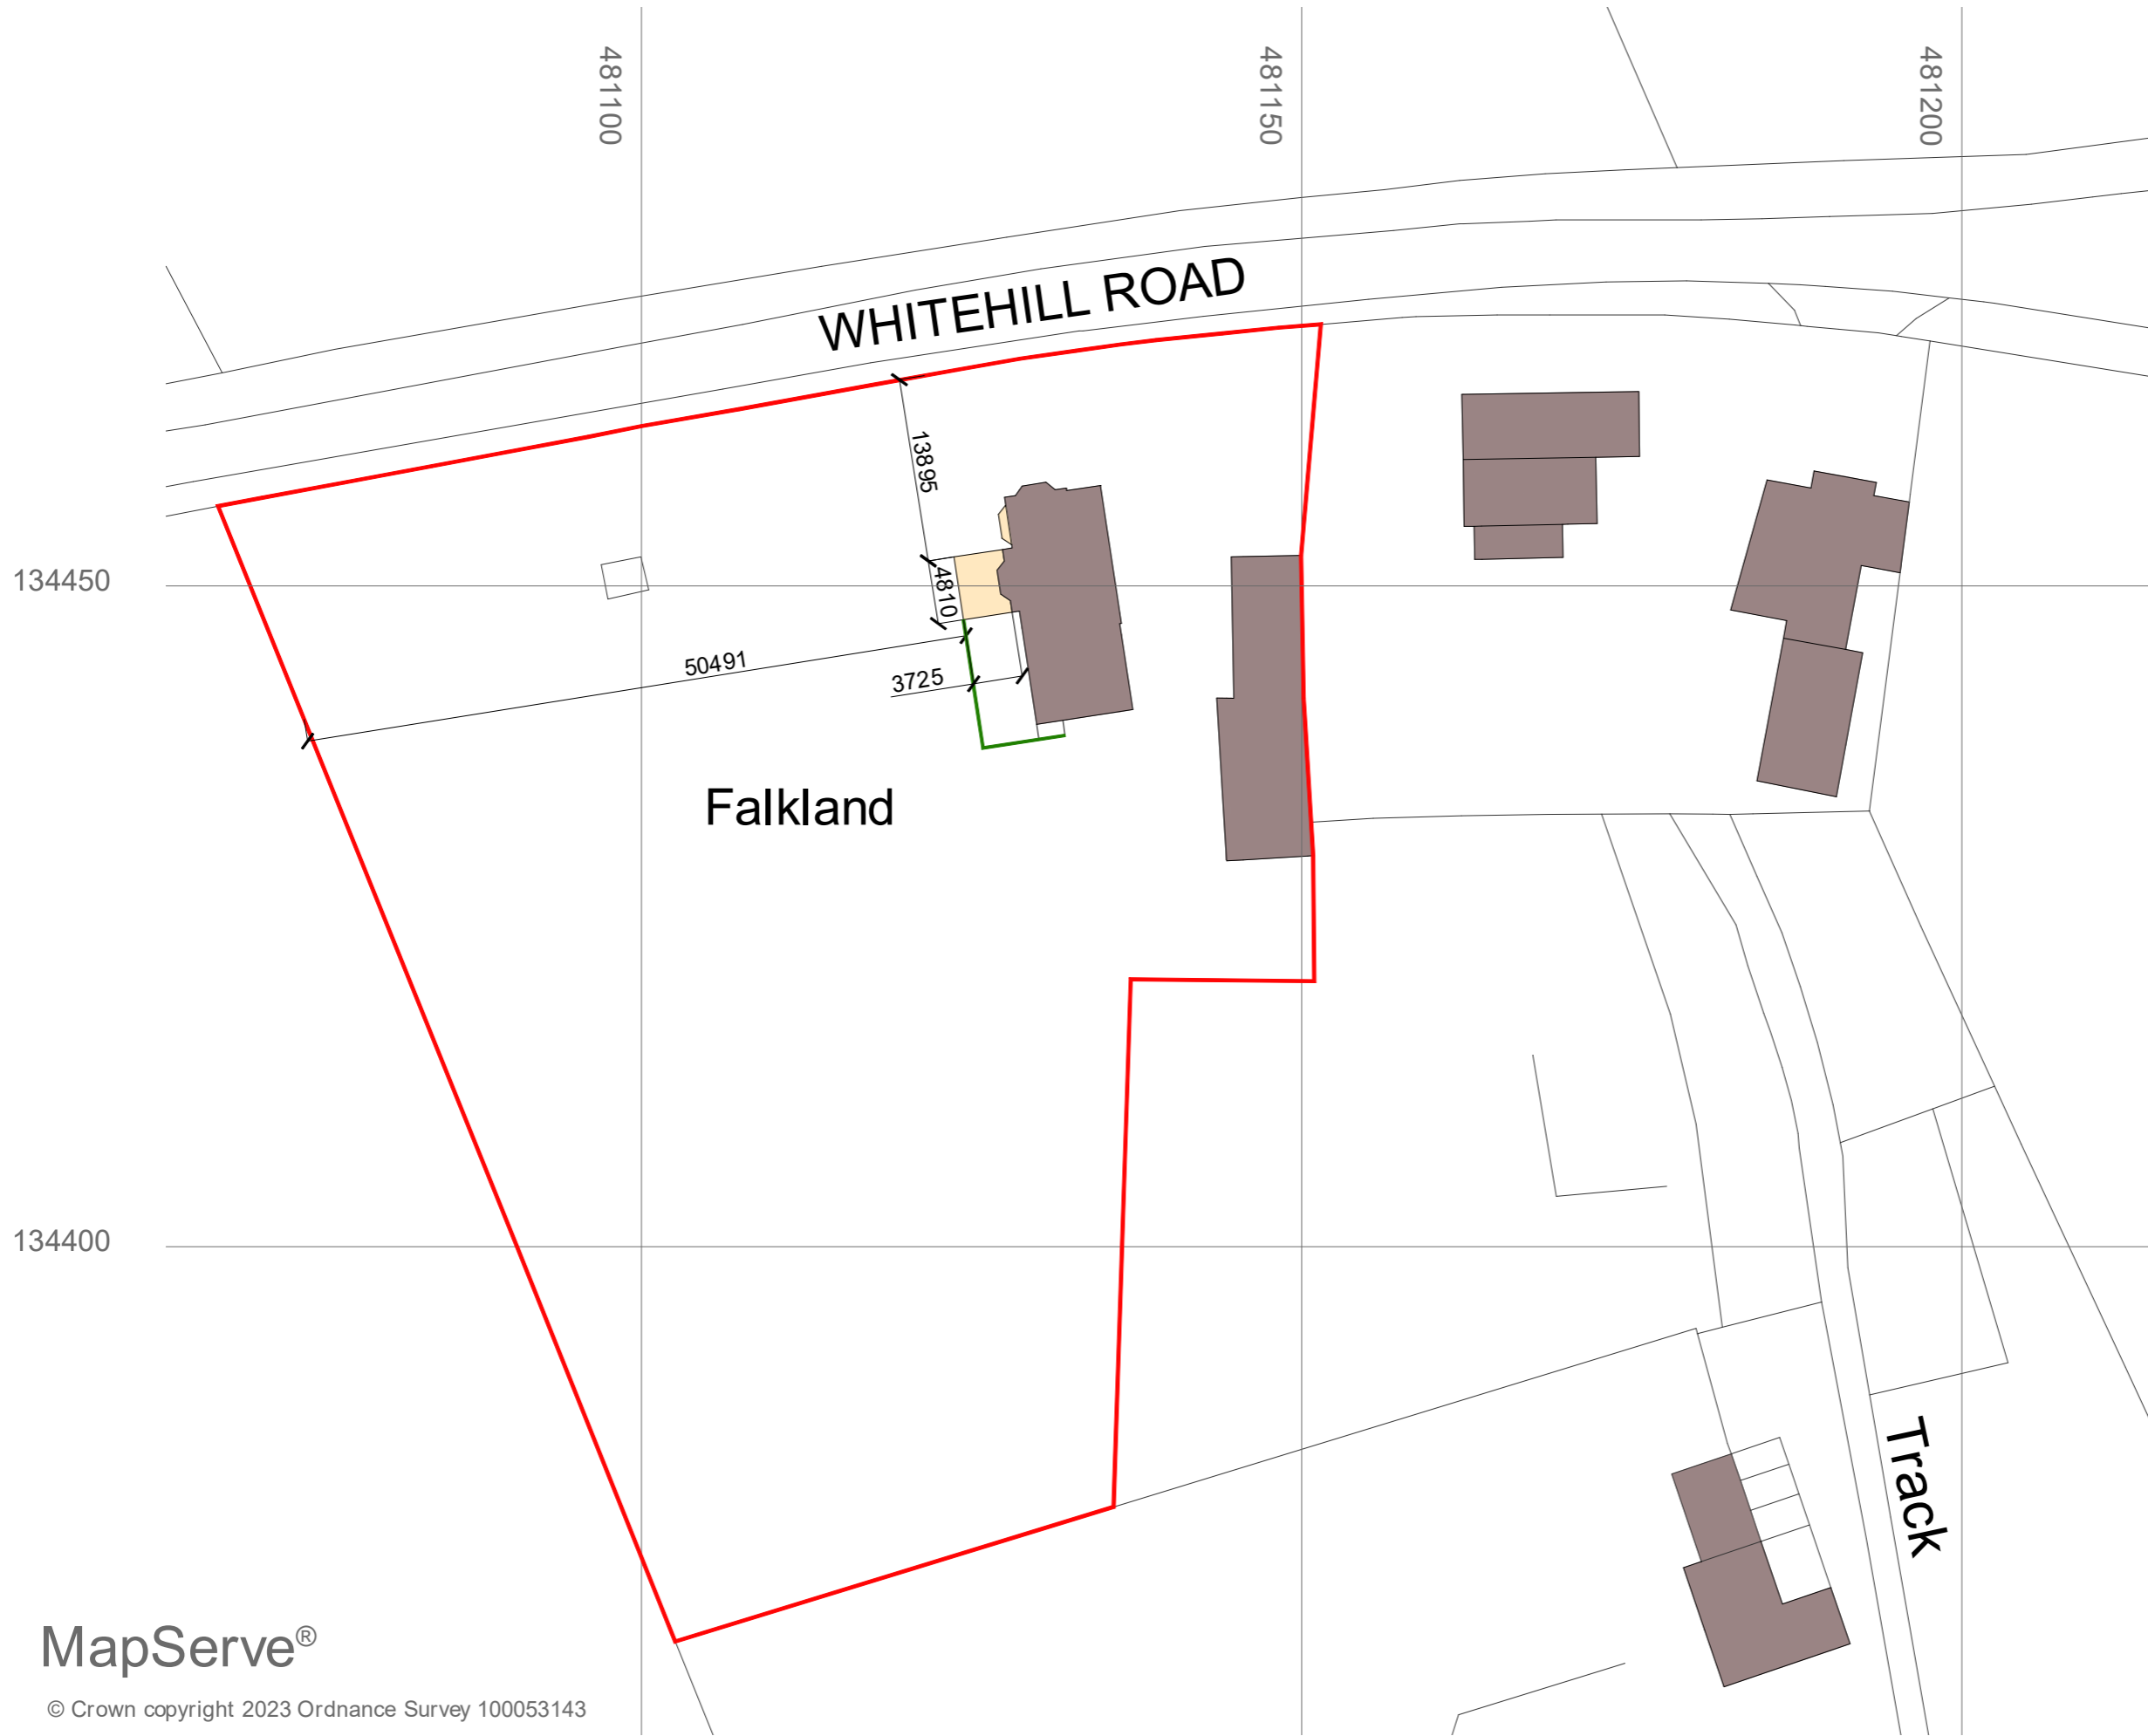 481100
481150
481200
WHITEHILL ROAD
13895
134450
4810
50491
3725
Falkland
134400
Track
MapServe®
© Crown copyright 2023 Ordnance Survey 100053143